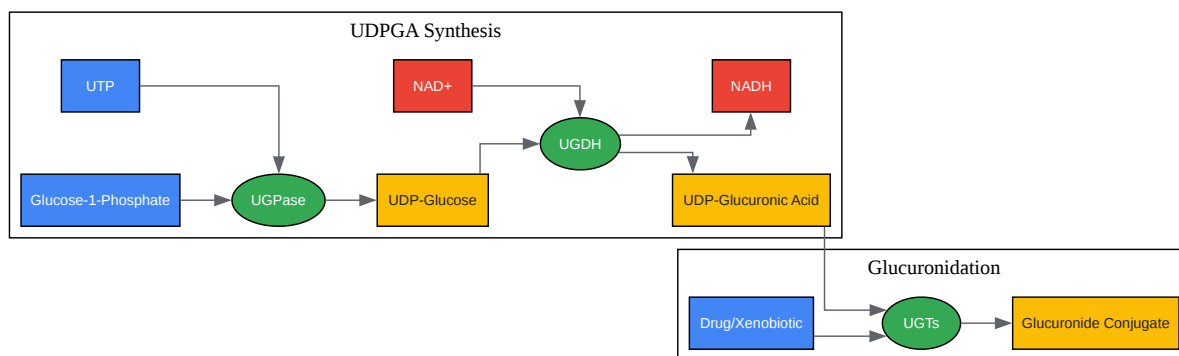 UDPGA Synthesis
UTP
NAD+
NADH
UGDH
Glucose-1-Phosphate
UGPase
UDP-Glucose
UDP-Glucuronic Acid
Glucuronidation
Drug/Xenobiotic
UGTs
Glucuronide Conjugate